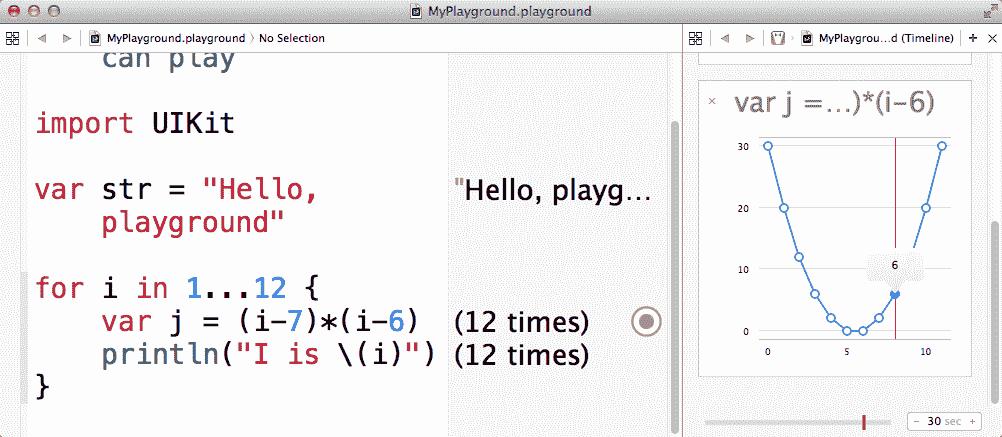 MyPlayground.playground
MyPlayground.playground ⟩ No Selection
MyPlaygrou...d (Timeline)
can play
import UIKit
var str = "Hello,
playground"
"Hello, playg...
for i in 1...12 {
var j = (i-7)*(i-6)
(12 times)
println("I is \(i)")
(12 times)
}
var j =...)*(i-6)
30
20
10
0
6
0
5
10
- 30 sec +